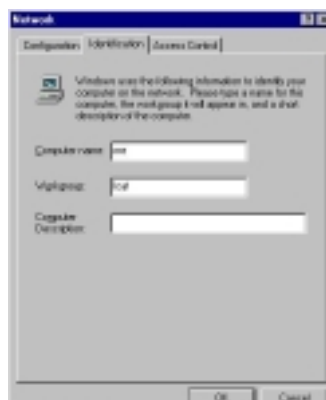 Network
Configuration Identification Access Control
Windows uses the following information to identify your
computer on the network. Please type a name for this
computer, the workgroup it will appear in, and a short
description of the computer.
Computer name:
Workgroup: local
Computer
Description:
OK Cancel